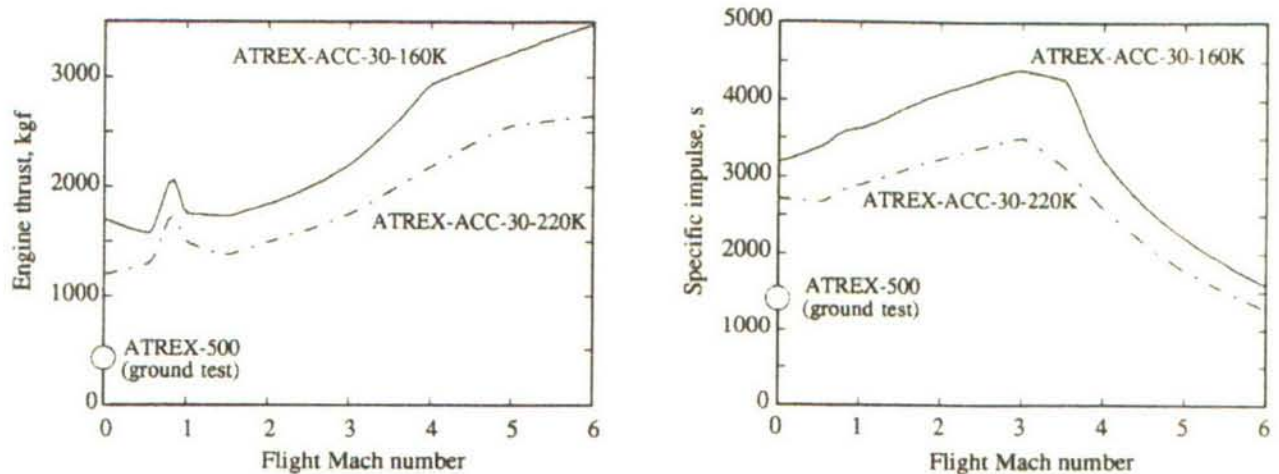 ATREX-ACC-30-160K
3000
2000
1000
0
Engine thrust, kgf
ATREX-ACC-30-220K
ATREX-500
(ground test)
0 1 2 3 4 5 6
Flight Mach number
5000
4000
3000
2000
1000
0
Specific impulse, s
ATREX-ACC-30-160K
ATREX-ACC-30-220K
ATREX-500
(ground test)
0 1 2 3 4 5 6
Flight Mach number